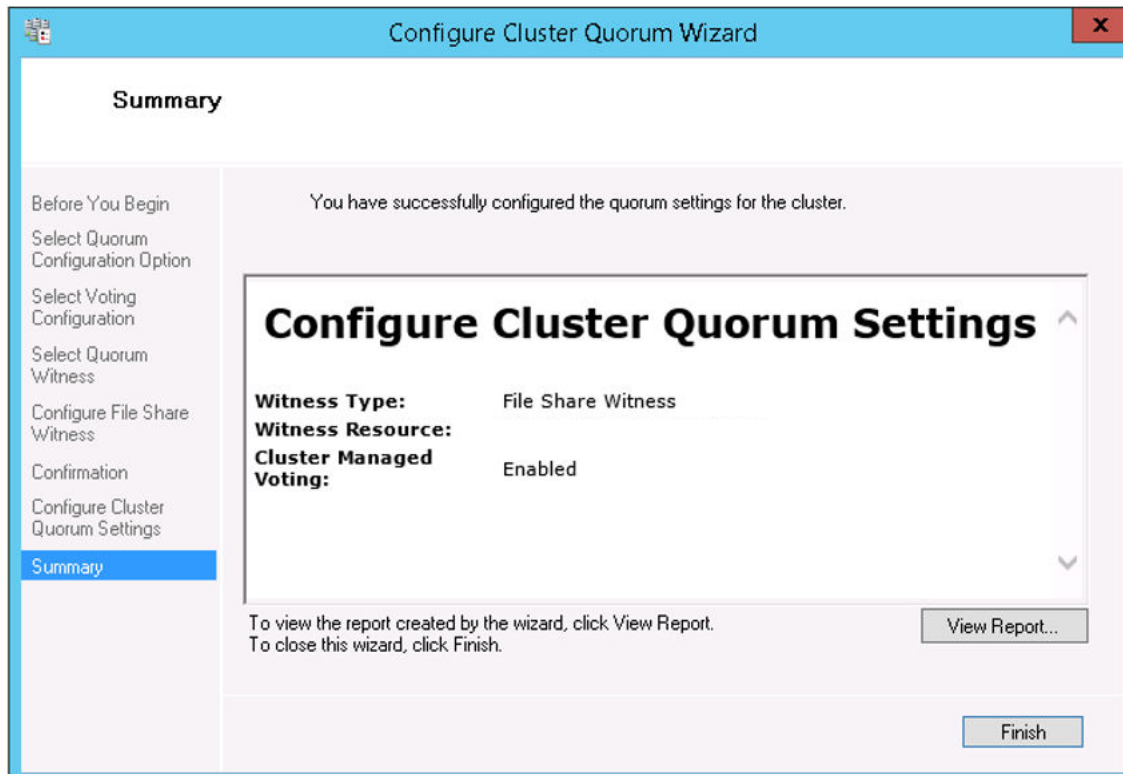 Configure Cluster Quorum Wizard
x
Summary
Before You Begin
Select Quorum
Configuration Option
Select Voting
Configuration
Select Quorum
Witness
Configure File Share
Witness
Confirmation
Configure Cluster
Quorum Settings
Summary
You have successfully configured the quorum settings for the cluster.
Configure Cluster Quorum Settings
Witness Type: File Share Witness
Witness Resource:
Cluster Managed
Voting: Enabled
To view the report created by the wizard, click View Report.
To close this wizard, click Finish.
View Report...
Finish